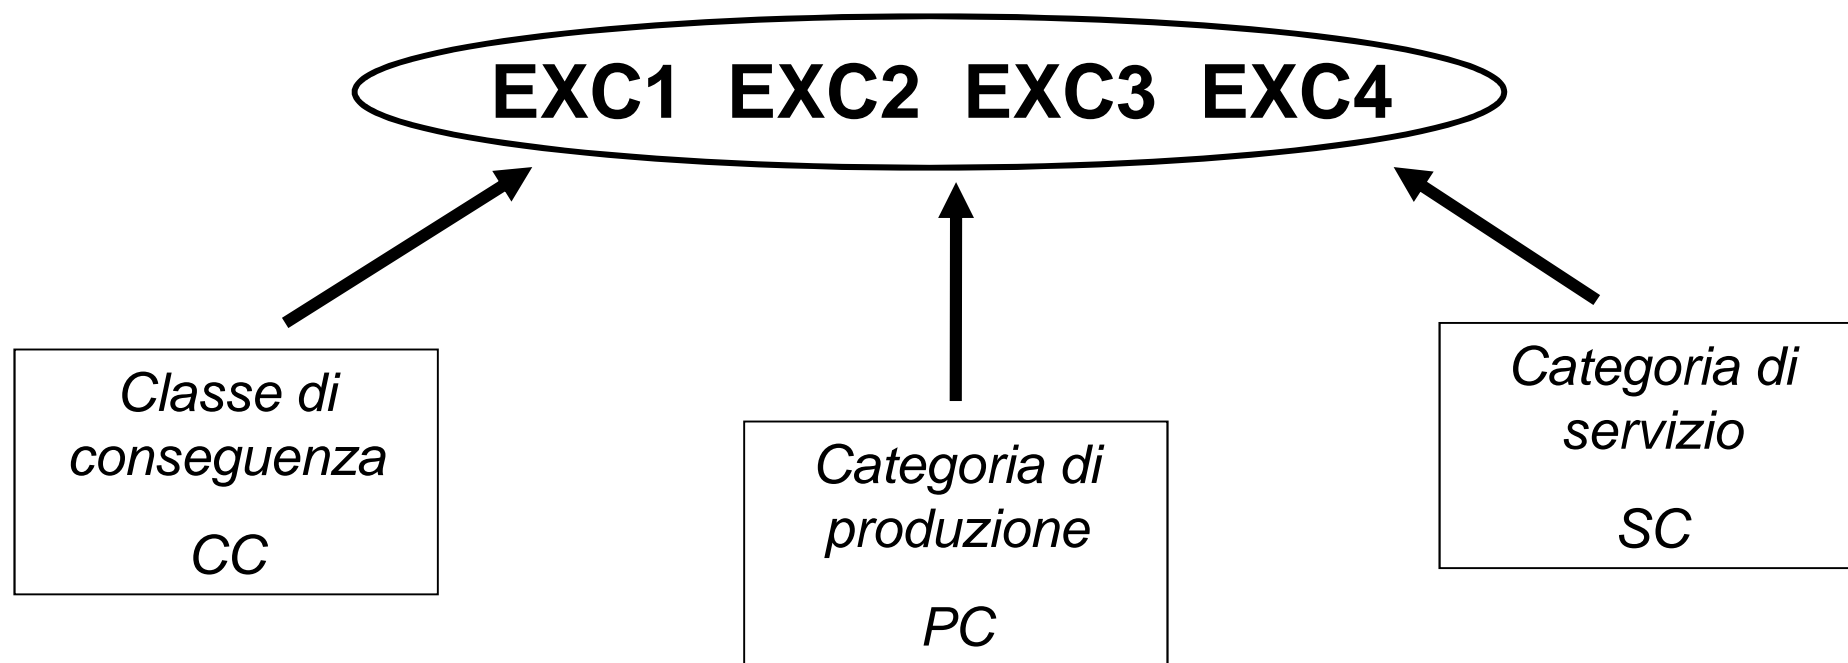 EXC1 EXC2 EXC3 EXC4
Classe di
conseguenza
CC
Categoria di
produzione
PC
Categoria di
servizio
SC